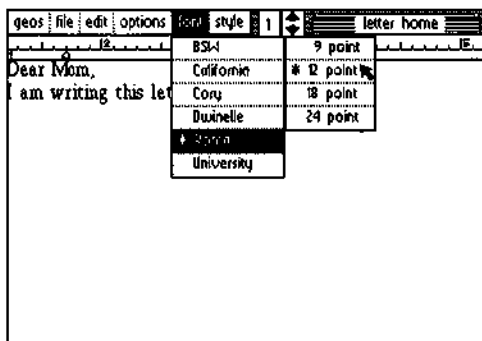 geos file edit options font style 1 letter home
Dear Mom,
I am writing this let
BSW
California
Cory
Dwinelle
* Roma
University
9 point
* 12 point
18 point
24 point